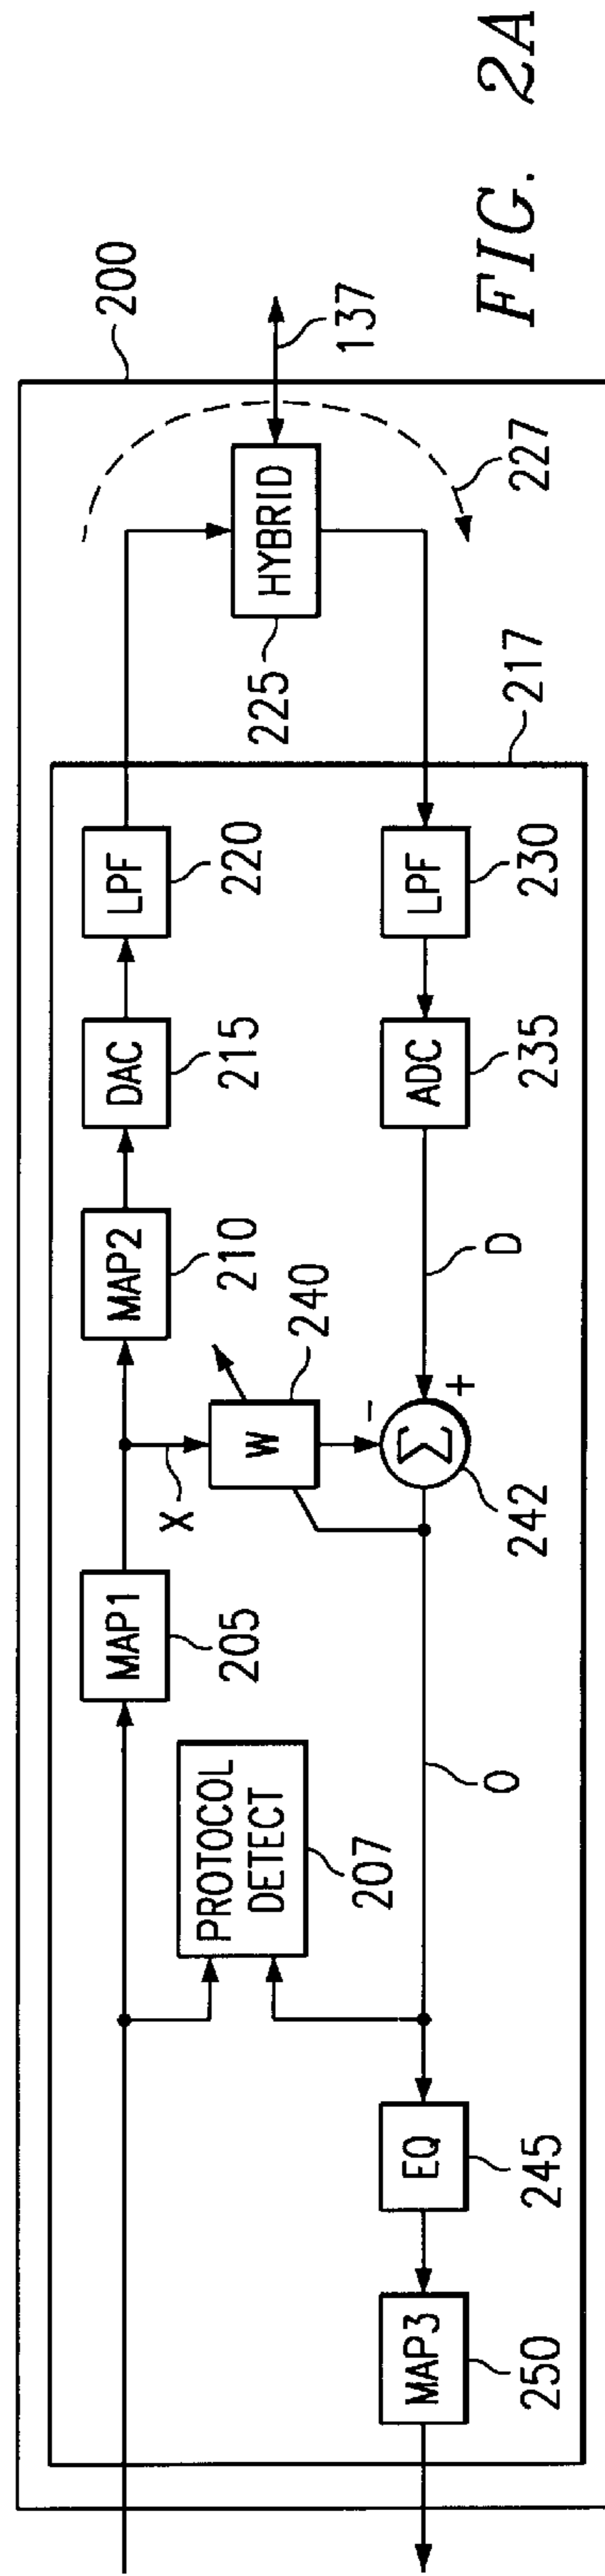 200
MAP1
205
MAP2
210
DAC
215
LPF
220
217
HYBRID
225
137
227
PROTOCOL
DETECT
207
X
W
240
-
+
Σ
242
D
ADC
235
LPF
230
O
EQ
245
MAP3
250
FIG. 2A